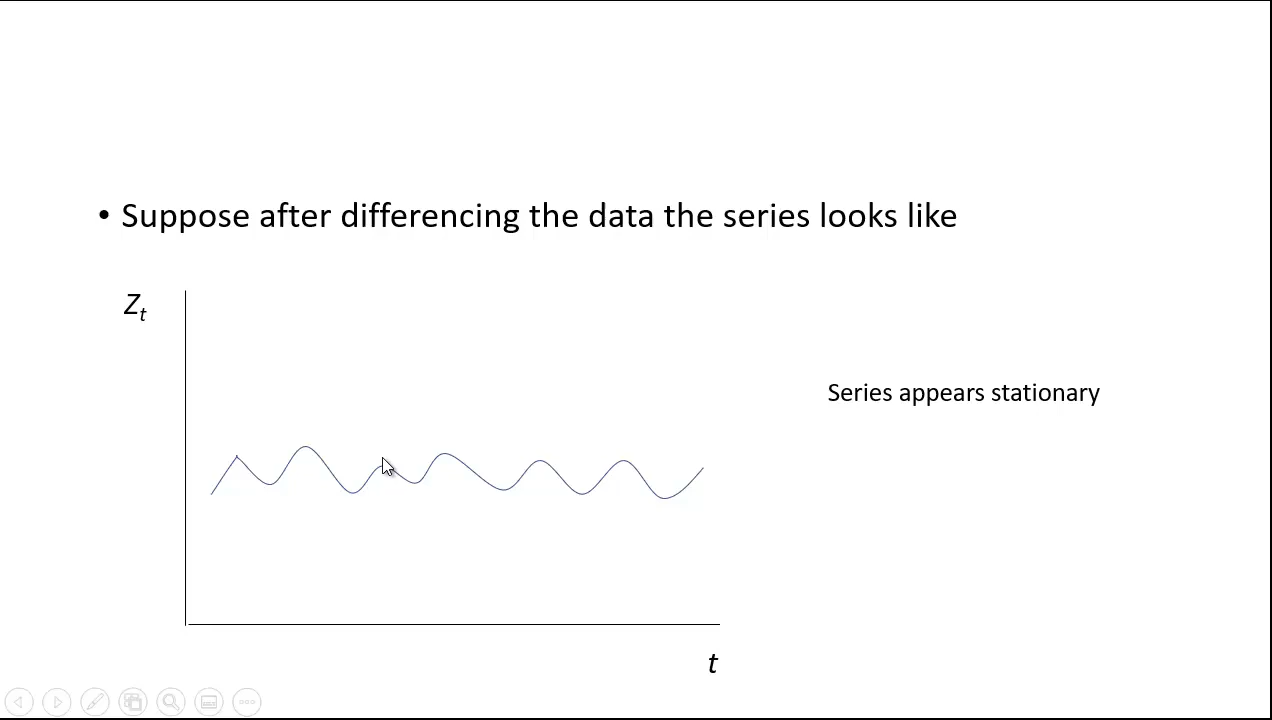 • Suppose after differencing the data the series looks like
Zt
Series appears stationary
t